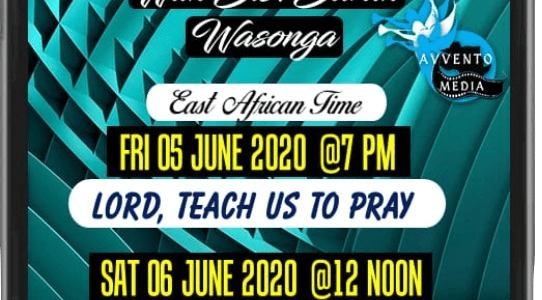 Wasonga
AVVENTO
MEDIA
East African Time
FRI 05 JUNE 2020 @7 PM
LORD, TEACH US TO PRAY
SAT 06 JUNE 2020 @12 NOON